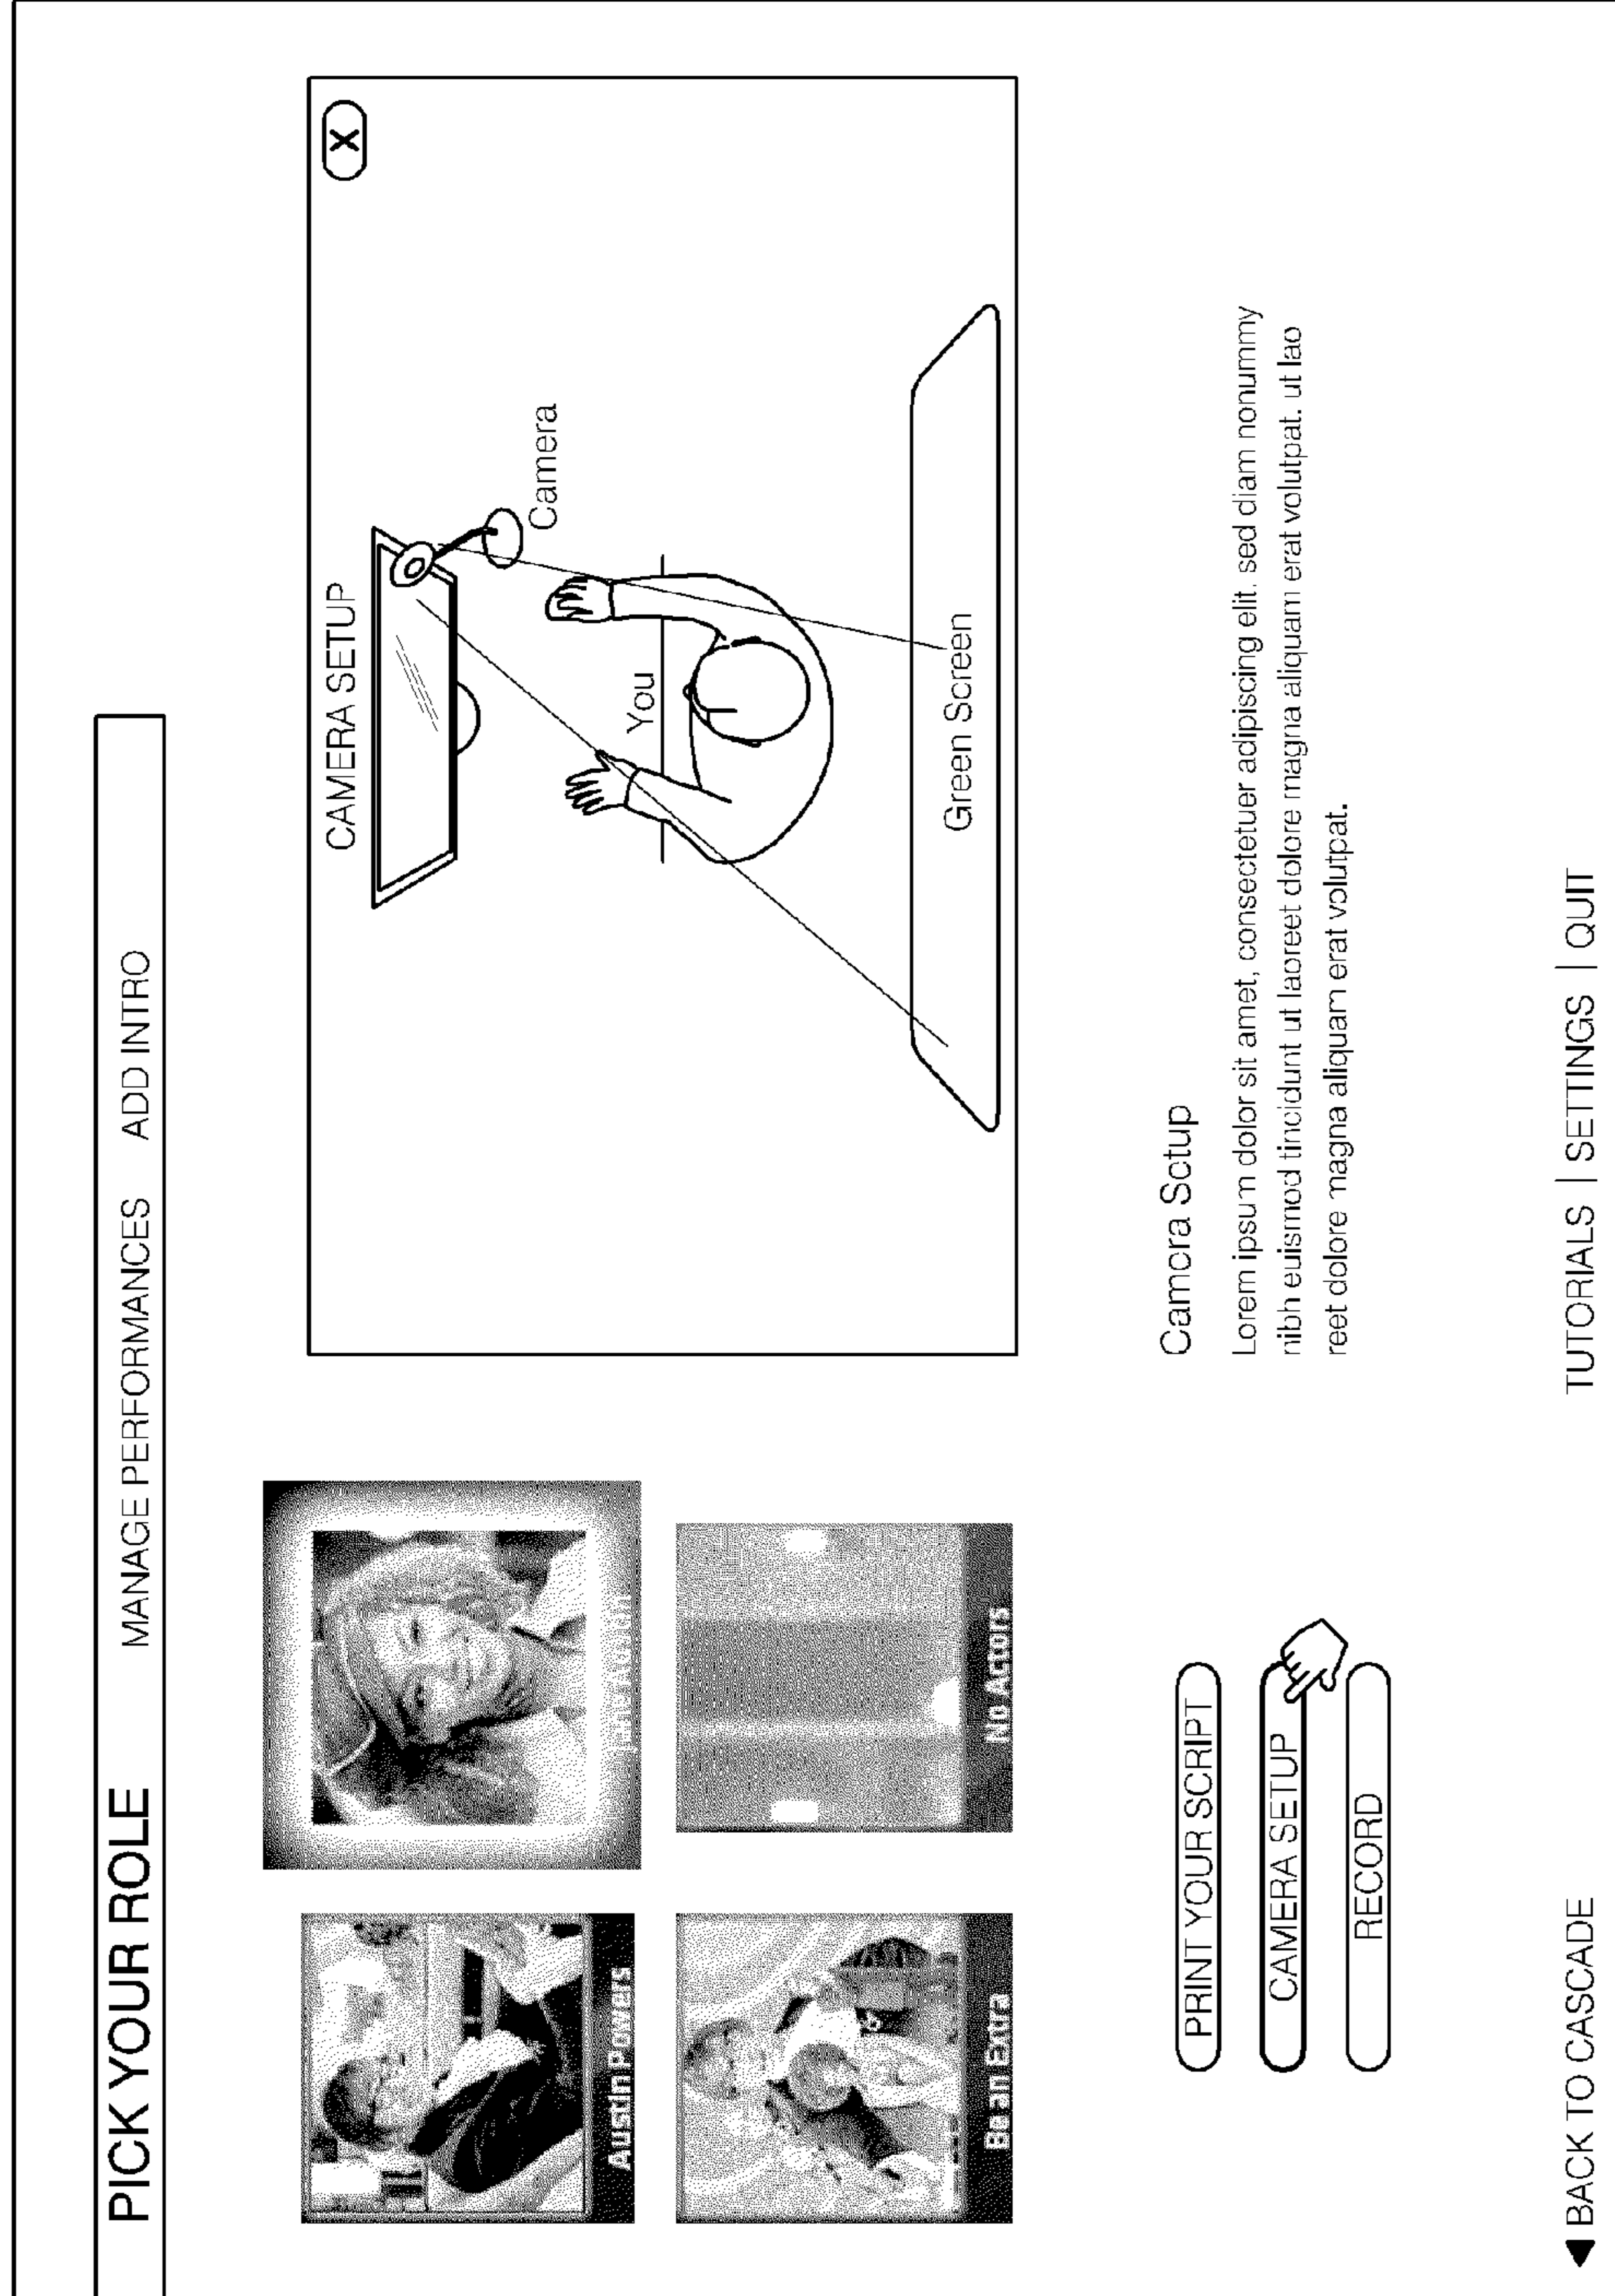 PICK YOUR ROLE
MANAGE PERFORMANCES
ADD INTRO
Austin Powers
Be an Extra
No Actors
PRINT YOUR SCRIPT
CAMERA SETUP
RECORD
CAMERA SETUP
X
Camera
You
Green Screen
Camera Setup
Lorem ipsum dolor sit amet, consectetuer adipiscing elit. sed diam nonummy
nibh euismod tincidunt ut laoreet dolore magna aliquam erat volutpat. ut lao
reet dolore magna aliquam erat volutpat.
◀ BACK TO CASCADE
TUTORIALS | SETTINGS | QUIT